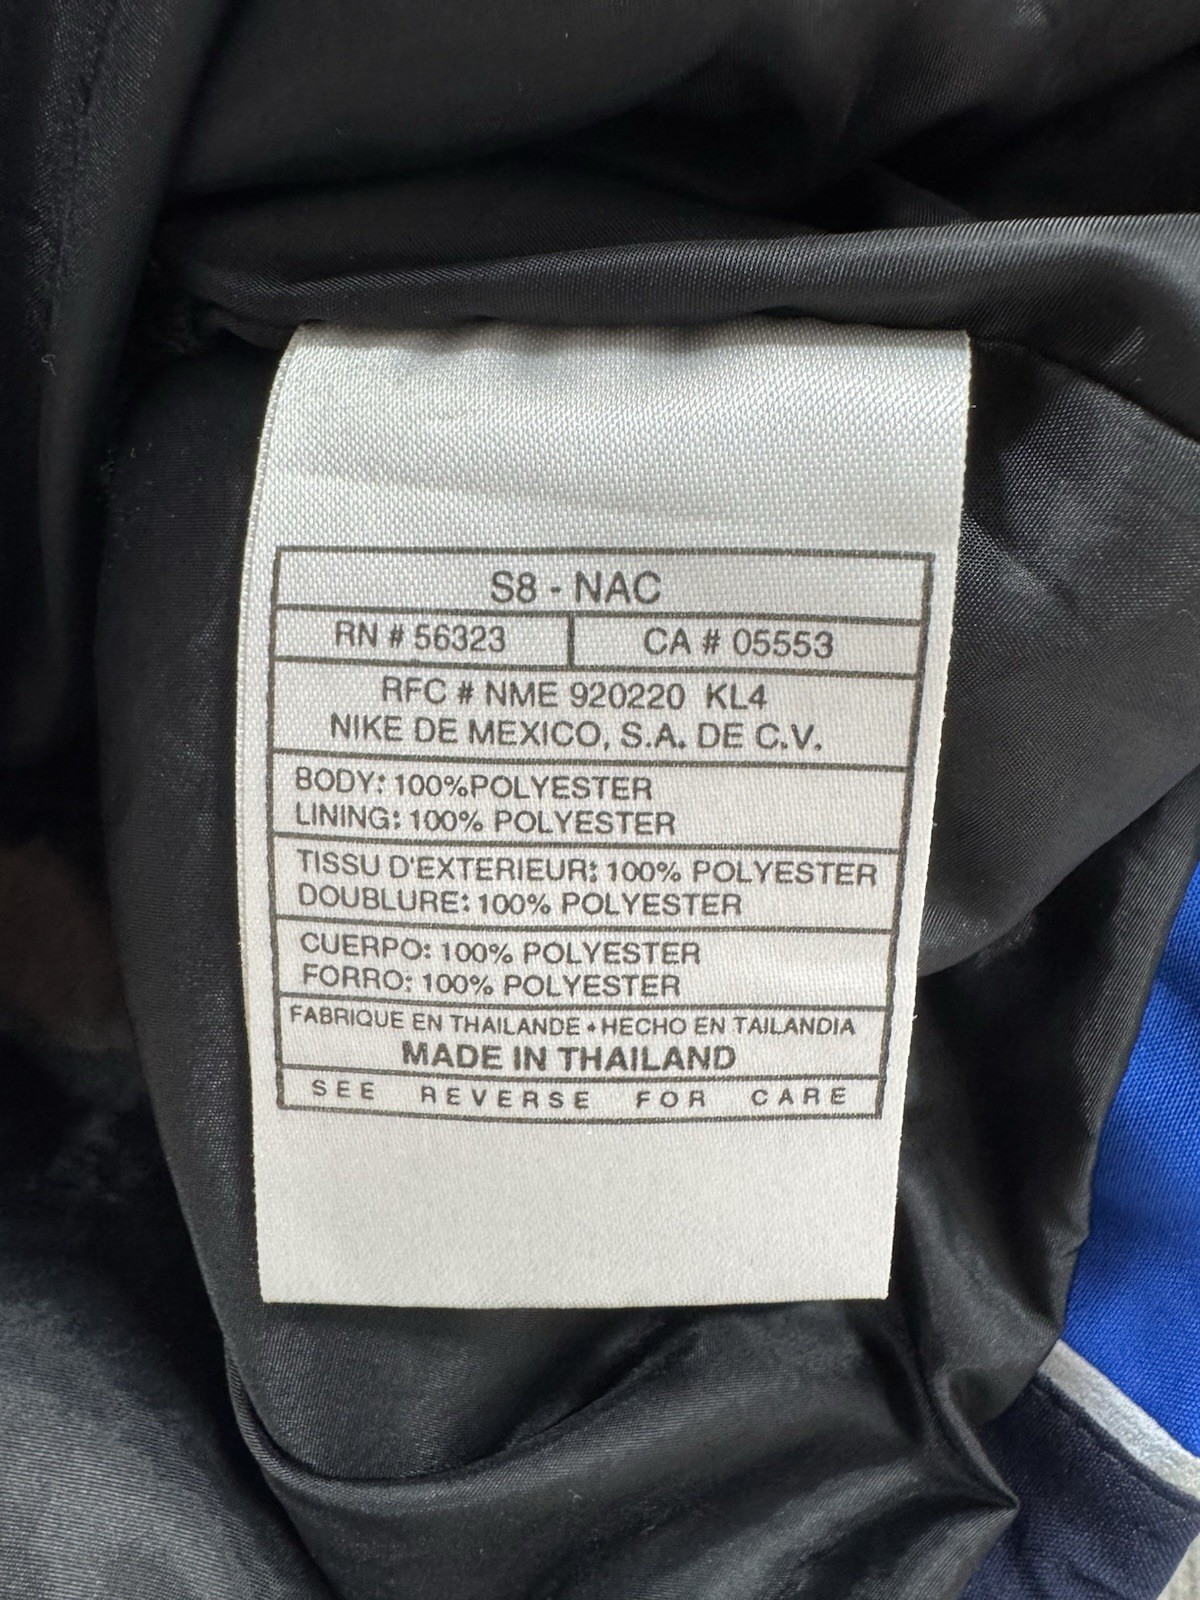 S8 - NAC
RN # 56323 CA # 05553
RFC # NME 920220 KL4
NIKE DE MEXICO, S.A. DE C.V.
BODY: 100%POLYESTER
LINING: 100% POLYESTER
TISSU D'EXTERIEUR: 100% POLYESTER
DOUBLURE: 100% POLYESTER
CUERPO: 100% POLYESTER
FORRO: 100% POLYESTER
FABRIQUE EN THAILANDE • HECHO EN TAILANDIA
MADE IN THAILAND
SEE REVERSE FOR CARE